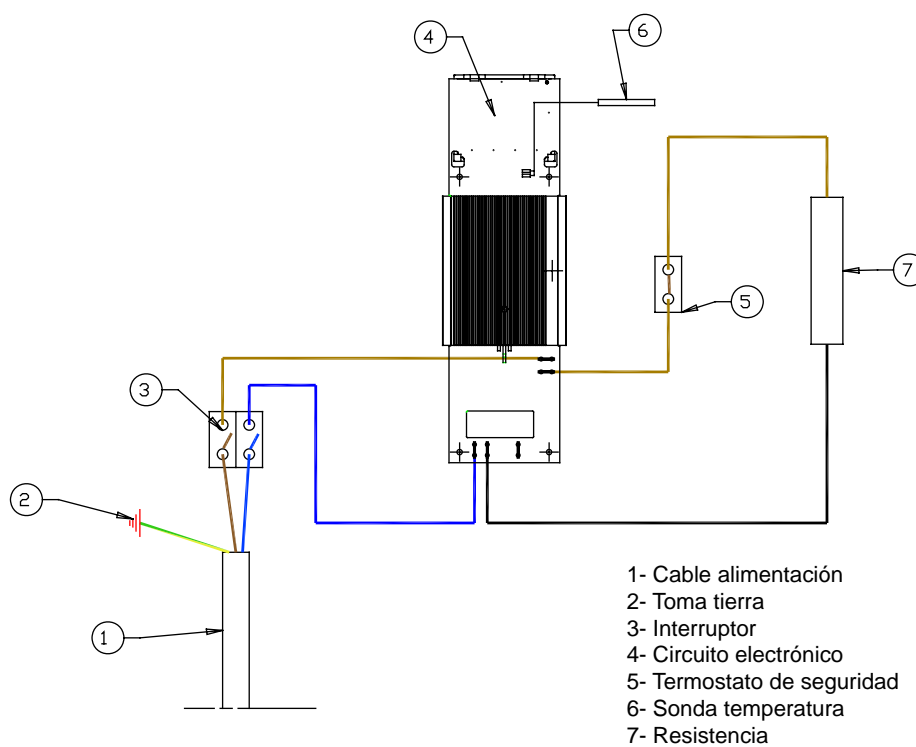 6
4
7
5
3
2
1
1- Cable alimentación
2- Toma tierra
3- Interruptor
4- Circuito electrónico
5- Termostato de seguridad
6- Sonda temperatura
7- Resistencia